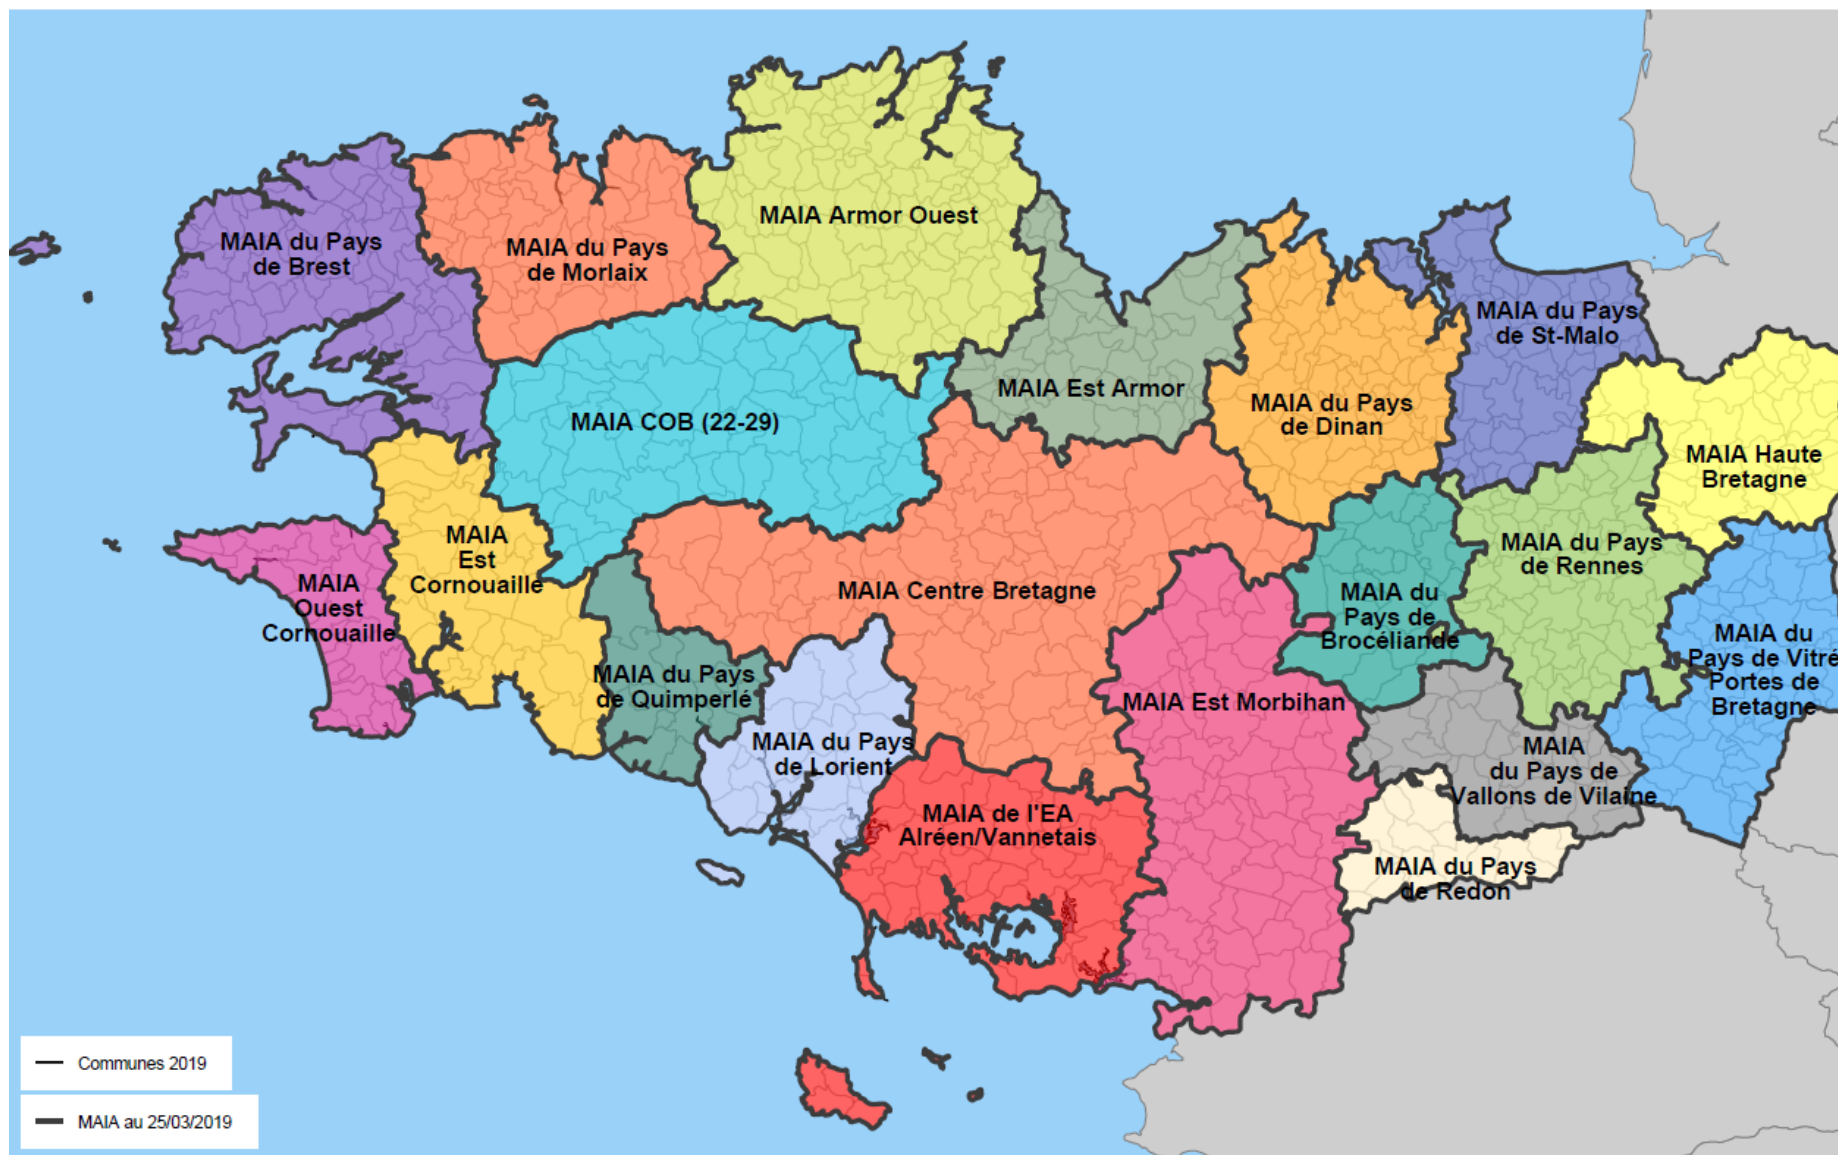 MAIA Armor Ouest
MAIA du Pays
de Brest
MAIA du Pays
de Morlaix
MAIA du Pays
de St-Malo
MAIA Est Armor
MAIA du Pays
de Dinan
MAIA COB (22-29)
MAIA Haute
Bretagne
MAIA
Est
Cornouaille
MAIA du Pays
de Rennes
MAIA
Ouest
Cornouaille
MAIA Centre Bretagne
MAIA du
Pays de
Brocéliande
MAIA du
Pays de Vitré
Portes de
Bretagne
MAIA du Pays
de Quimperlé
MAIA Est Morbihan
MAIA du Pays
de Lorient
MAIA
du Pays de
Vallons de Vilaine
MAIA de l'EA
Alréen/Vannetais
MAIA du Pays
de Redon
Communes 2019
MAIA au 25/03/2019